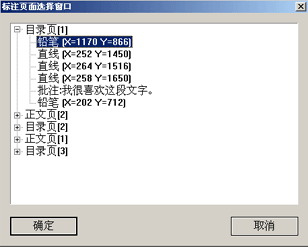 标注页面选择窗口
目录页[1]
铅笔 (X=1170 Y=866)
直线 (X=252 Y=1450)
直线 (X=264 Y=1516)
直线 (X=258 Y=1650)
批注:我很喜欢这段文字。
铅笔 (X=202 Y=712)
正文页[2]
目录页[2]
正文页[1]
目录页[3]
确定
取消